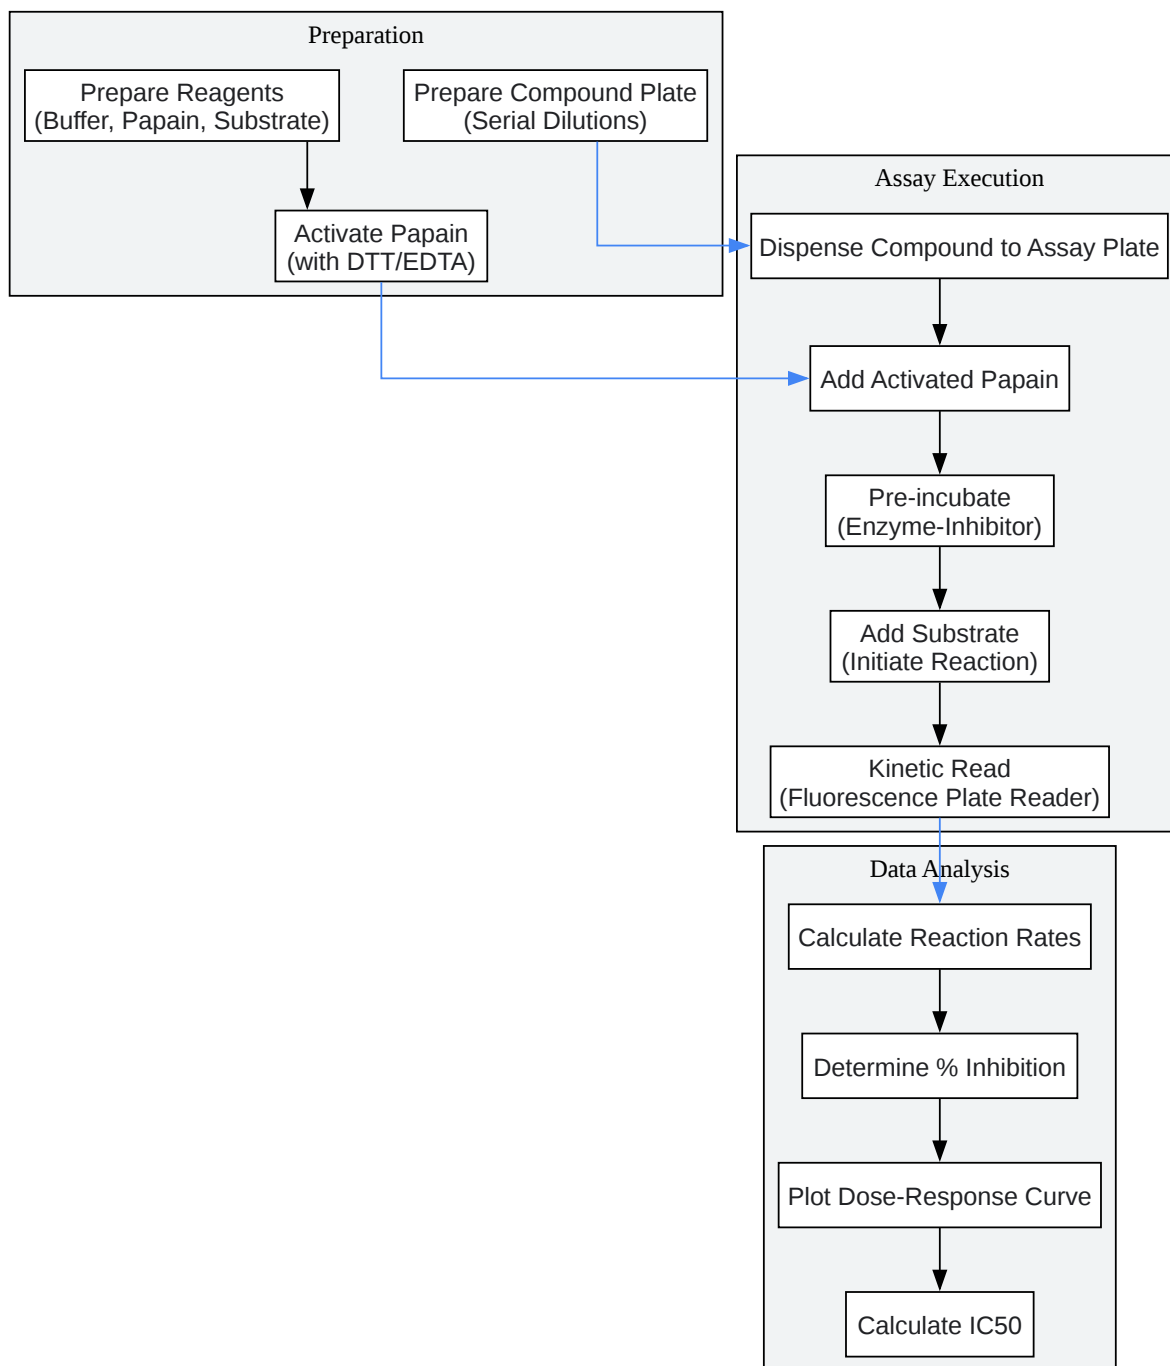 Preparation
Prepare Reagents
(Buffer, Papain, Substrate)
Prepare Compound Plate
(Serial Dilutions)
Activate Papain
(with DTT/EDTA)
Assay Execution
Dispense Compound to Assay Plate
Add Activated Papain
Pre-incubate
(Enzyme-Inhibitor)
Add Substrate
(Initiate Reaction)
Kinetic Read
(Fluorescence Plate Reader)
Data Analysis
Calculate Reaction Rates
Determine % Inhibition
Plot Dose-Response Curve
Calculate IC50